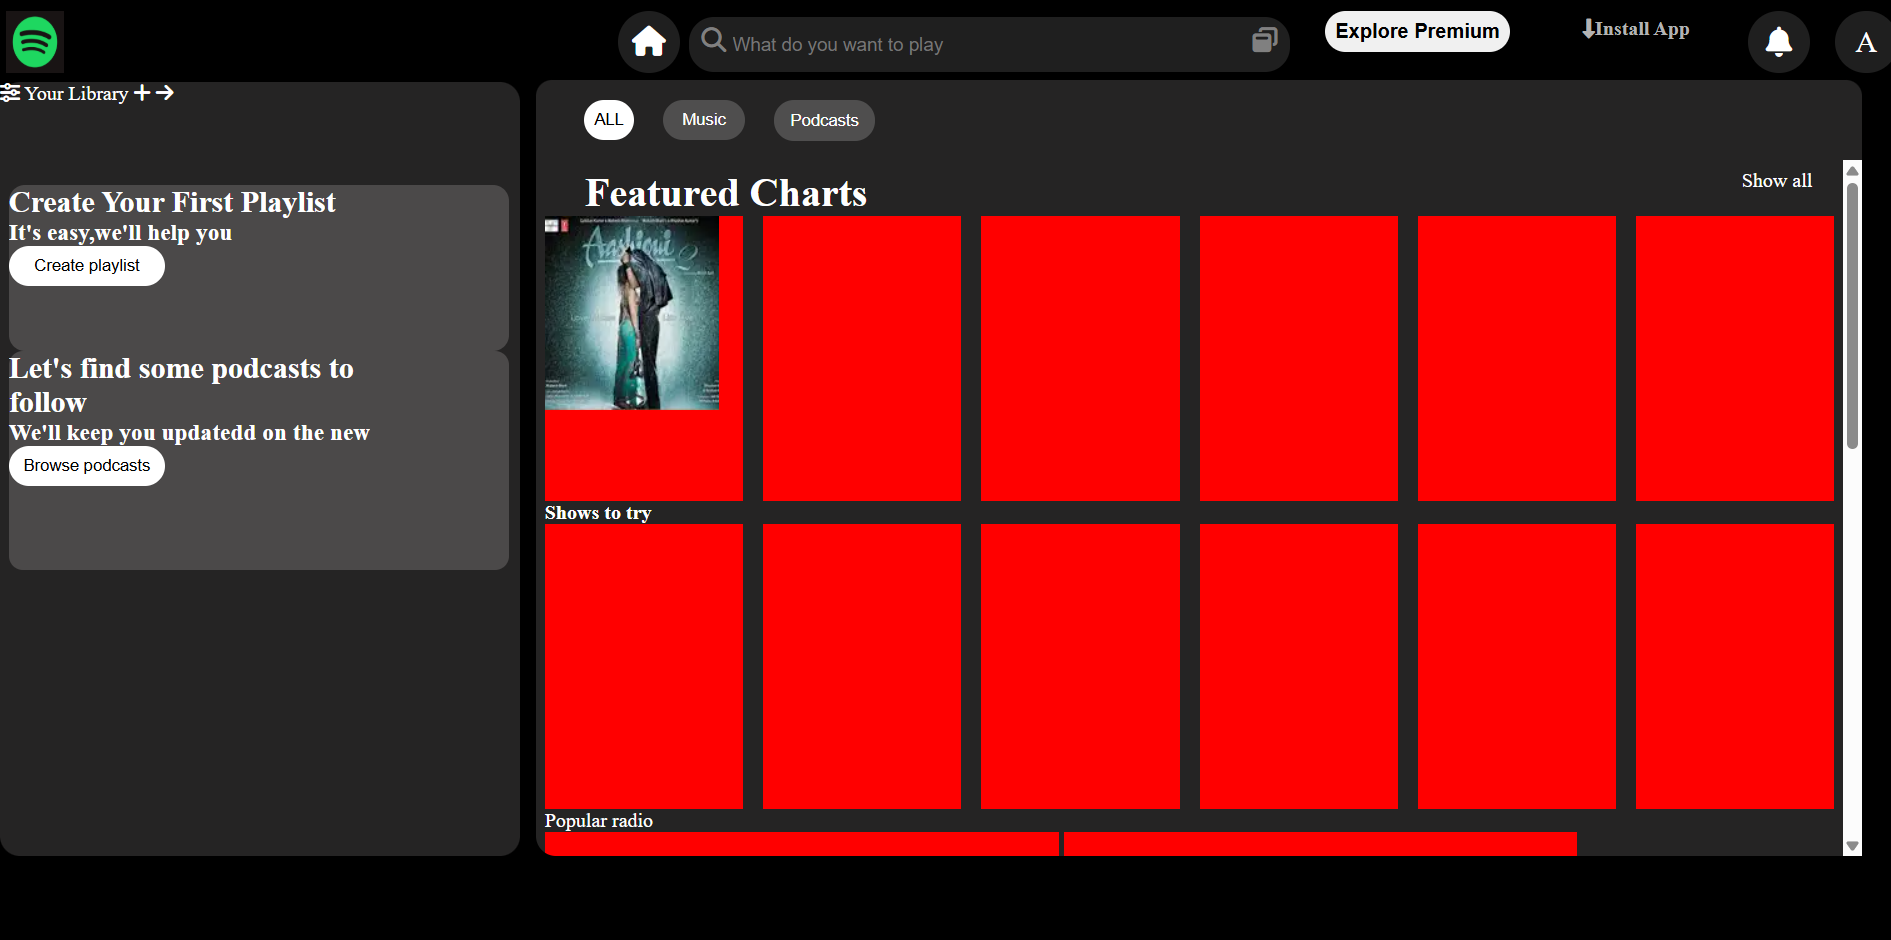 What do you want to play
Explore Premium
Install App
A
Your Library
ALL
Music
Podcasts
Featured Charts
Show all
Create Your First Playlist
It's easy,we'll help you
Create playlist
Let's find some podcasts to
follow
We'll keep you updatedd on the new
Browse podcasts
Aashiqui 2
Shows to try
Popular radio